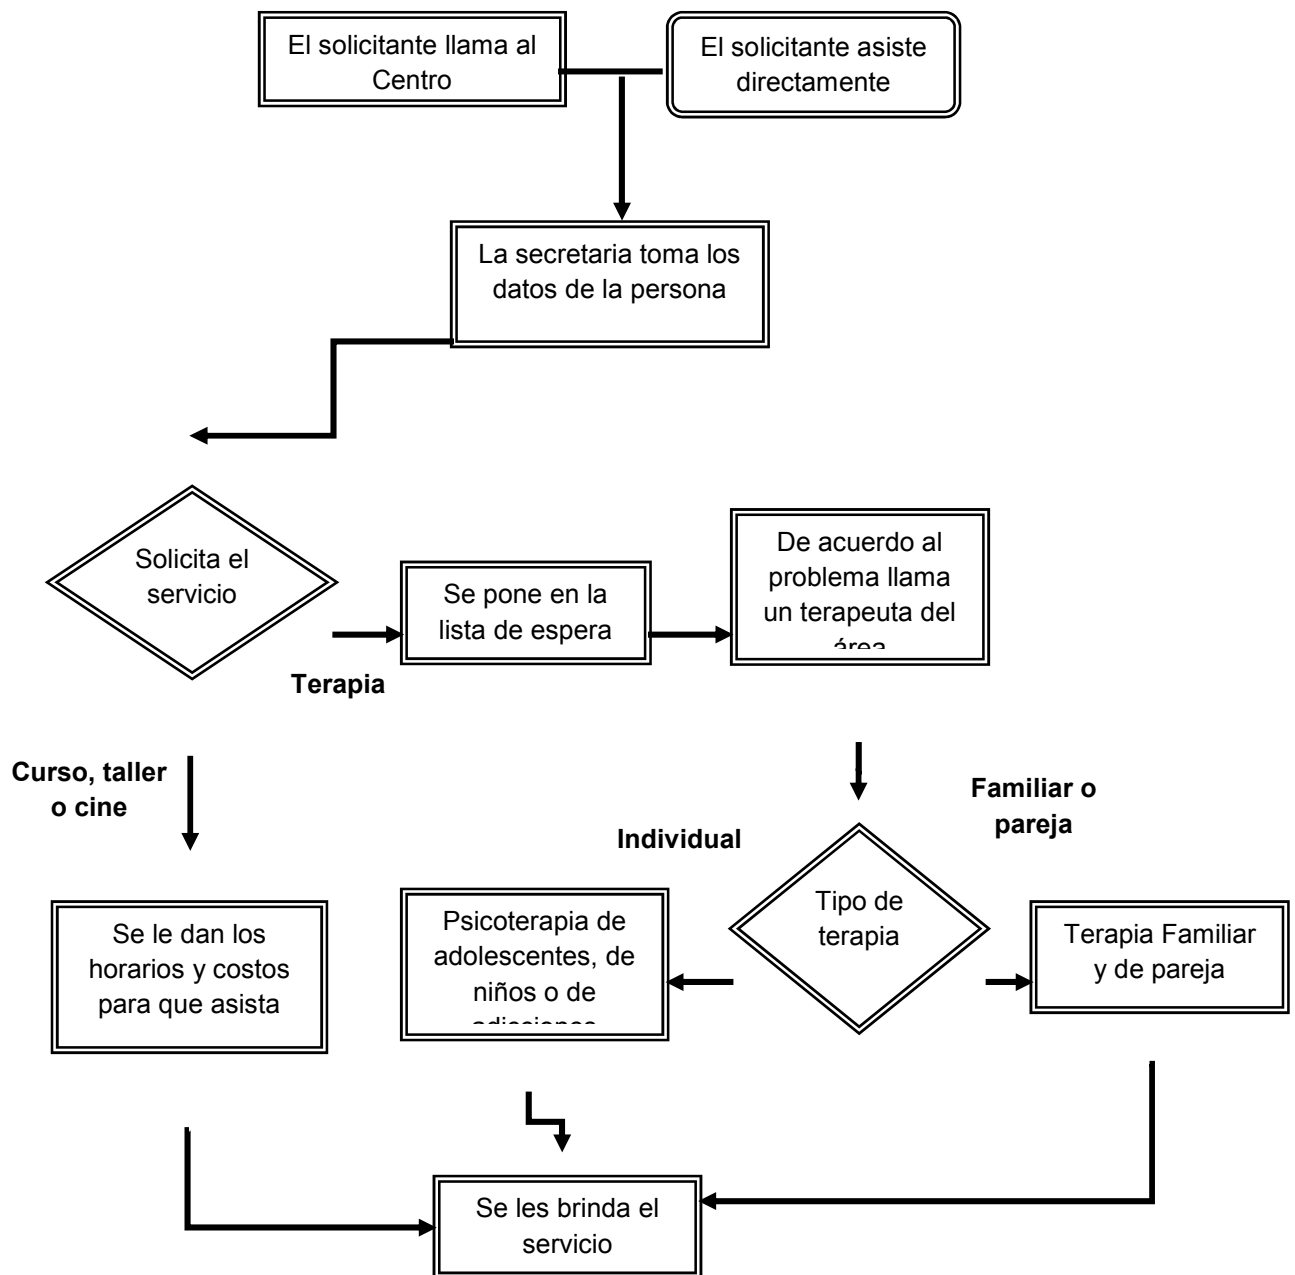 El solicitante llama al
Centro
El solicitante asiste
directamente
La secretaria toma los
datos de la persona
Solicita el
servicio
Se pone en la
lista de espera
De acuerdo al
problema llama
un terapeuta del
área
Terapia
Curso, taller
o cine
Familiar o
pareja
Individual
Se le dan los
horarios y costos
para que asista
Psicoterapia de
adolescentes, de
niños o de
adicciones
Tipo de
terapia
Terapia Familiar
y de pareja
Se les brinda el
servicio